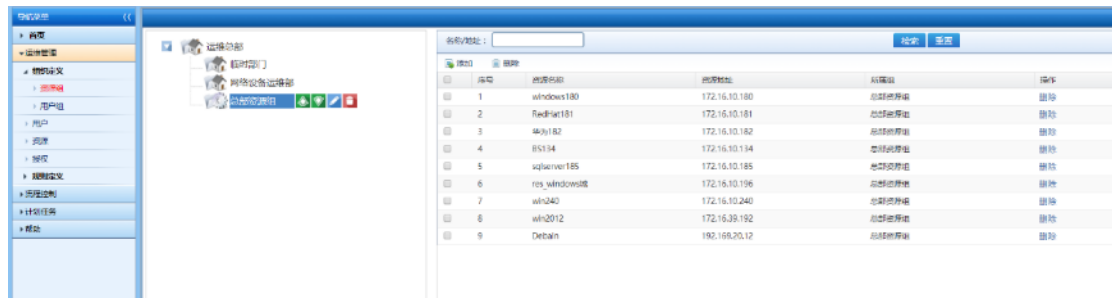 导航菜单
首页
运维管理
组织定义
资源组
用户组
用户
资源
授权
规则定义
流程控制
计划任务
帮助
运维总部
临时部门
网络设备运维部
总部资源组
名称/地址：
检索 重置
添加 删除
序号 资源名称 资源地址 所属组 操作
1 windows180 172.16.10.180 总部资源组 删除
2 RedHat181 172.16.10.181 总部资源组 删除
3 华为182 172.16.10.182 总部资源组 删除
4 BS134 172.16.10.134 总部资源组 删除
5 sqlserver185 172.16.10.185 总部资源组 删除
6 res_windows域 172.16.10.196 总部资源组 删除
7 win240 172.16.10.240 总部资源组 删除
8 win2012 172.16.39.192 总部资源组 删除
9 Debain 192.168.20.12 总部资源组 删除